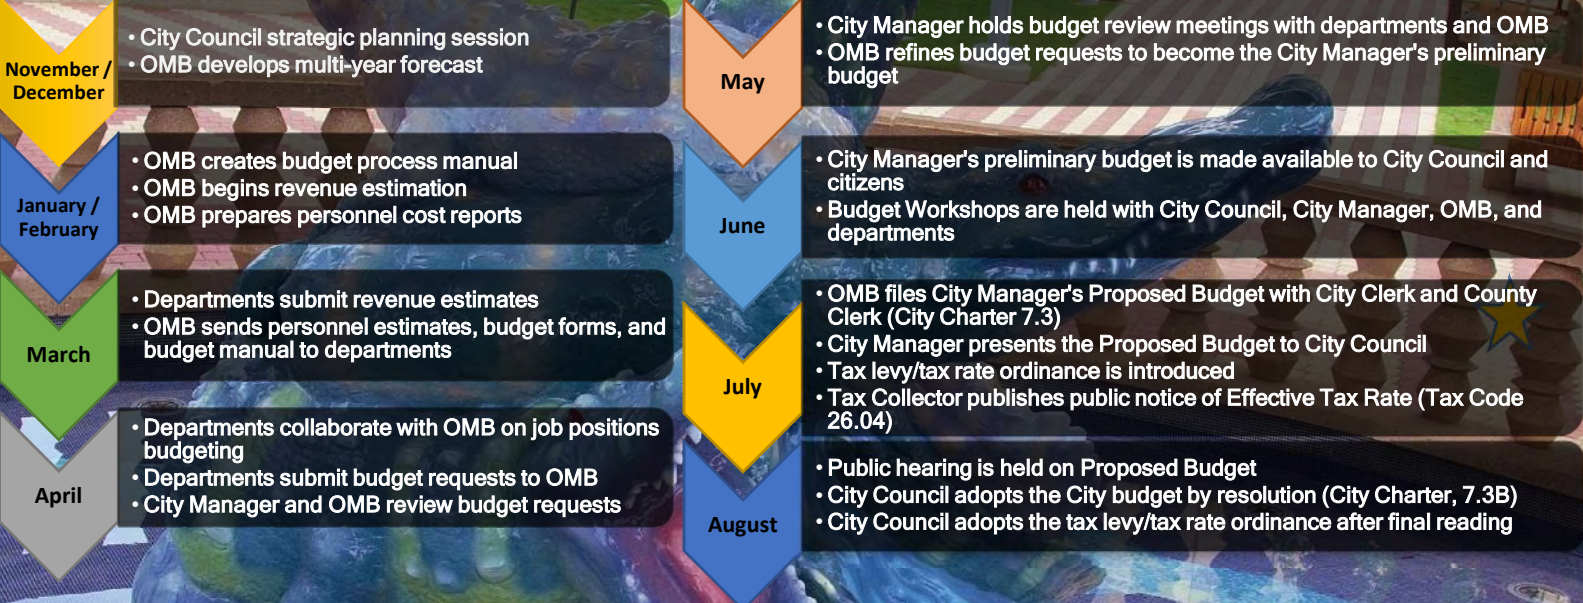 November /
December
• City Council strategic planning session
• OMB develops multi-year forecast
January /
February
• OMB creates budget process manual
• OMB begins revenue estimation
• OMB prepares personnel cost reports
March
• Departments submit revenue estimates
• OMB sends personnel estimates, budget forms, and
budget manual to departments
April
• Departments collaborate with OMB on job positions
budgeting
• Departments submit budget requests to OMB
• City Manager and OMB review budget requests
May
• City Manager holds budget review meetings with departments and OMB
• OMB refines budget requests to become the City Manager's preliminary
budget
June
• City Manager's preliminary budget is made available to City Council and
citizens
• Budget Workshops are held with City Council, City Manager, OMB, and
departments
July
• OMB files City Manager's Proposed Budget with City Clerk and County
Clerk (City Charter 7.3)
• City Manager presents the Proposed Budget to City Council
• Tax levy/tax rate ordinance is introduced
• Tax Collector publishes public notice of Effective Tax Rate (Tax Code
26.04)
August
• Public hearing is held on Proposed Budget
• City Council adopts the City budget by resolution (City Charter, 7.3B)
• City Council adopts the tax levy/tax rate ordinance after final reading